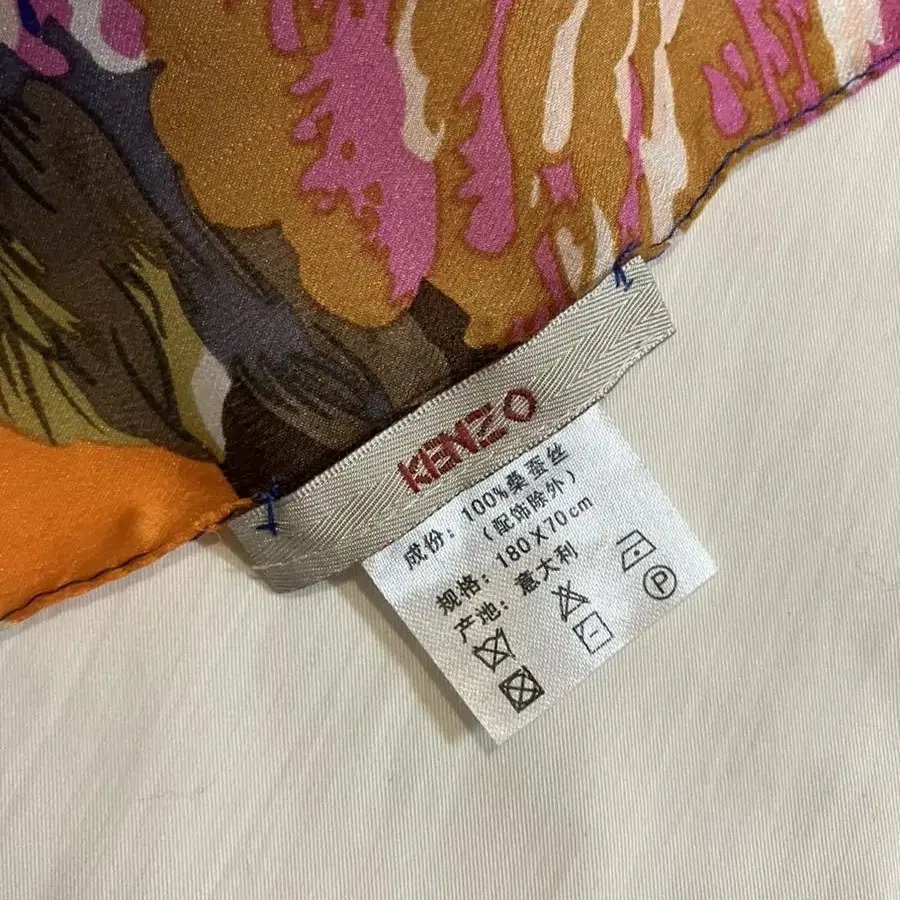 KENZO
成份：100%桑蚕丝
（配饰除外）
规格：180X70cm
产地：意大利
P